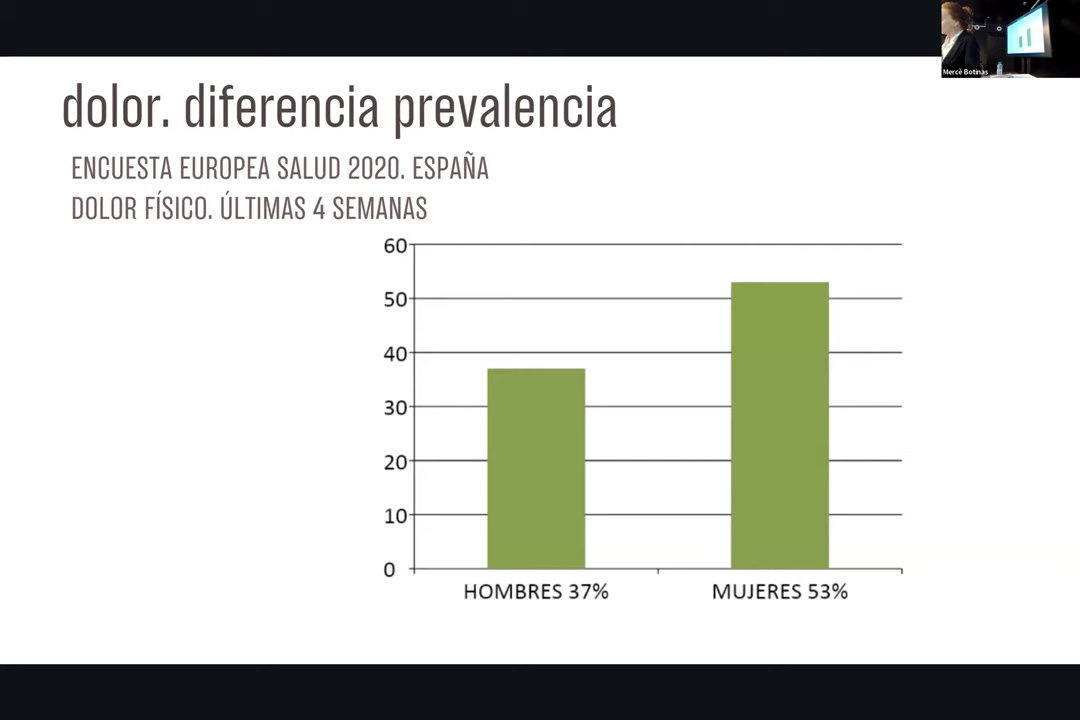 Mercè Botinas
dolor. diferencia prevalencia
ENCUESTA EUROPEA SALUD 2020. ESPAÑA
DOLOR FÍSICO. ÚLTIMAS 4 SEMANAS
60
50
40
30
20
10
0
HOMBRES 37%
MUJERES 53%